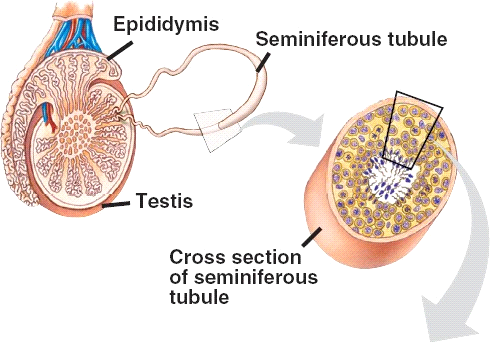 Epididymis
Seminiferous tubule
Testis
Cross section
of seminiferous
tubule